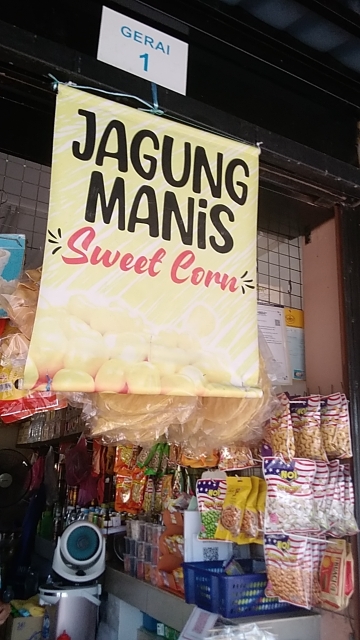 GERAI
1
JAGUNG
MANiS
Sweet Corn